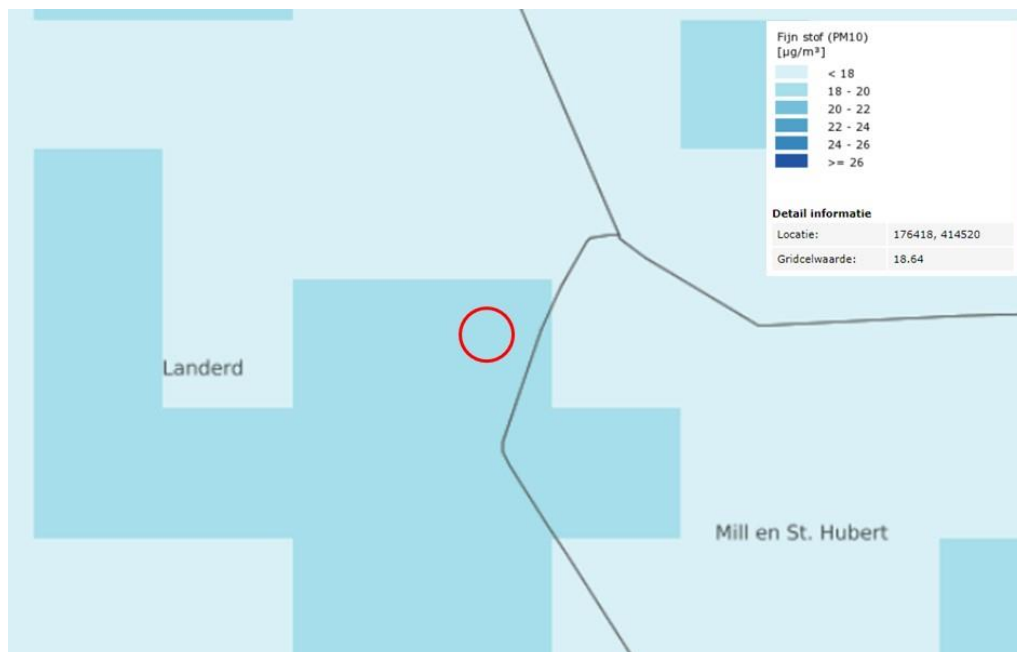 Fijn stof (PM10)
[µg/m³]
< 18
18 - 20
20 - 22
22 - 24
24 - 26
>= 26
Detail informatie
Locatie: 176418, 414520
Gridcelwaarde: 18.64
Landerd
Mill en St. Hubert